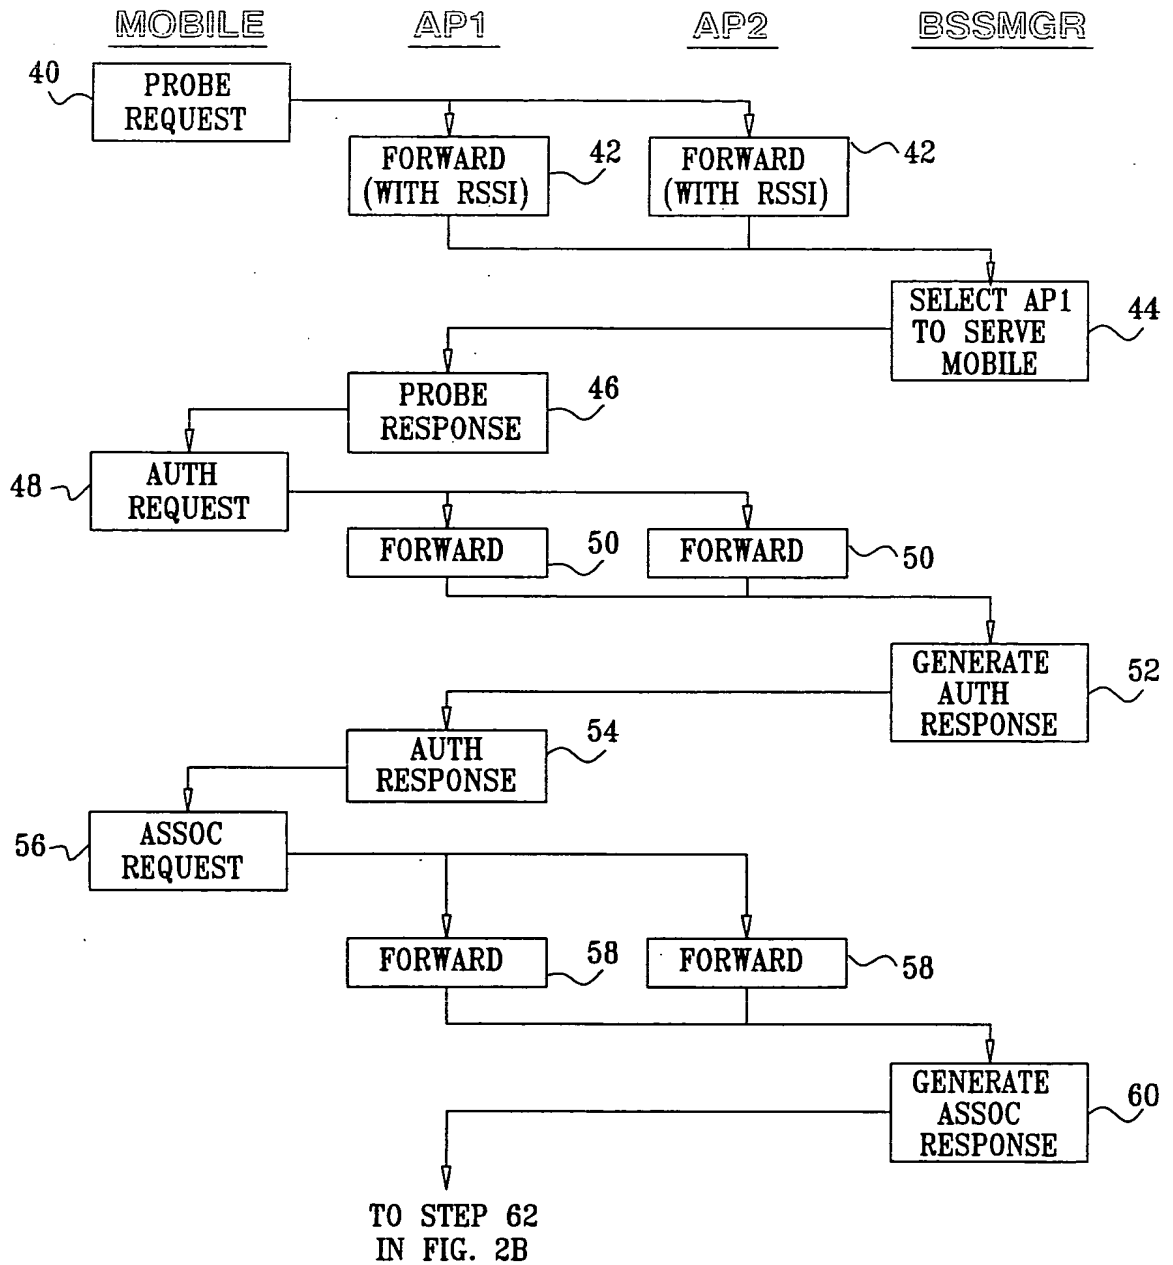 MOBILE AP1 AP2 BSSMGR
40
PROBE
REQUEST
FORWARD
(WITH RSSI)
42
FORWARD
(WITH RSSI)
42
SELECT AP1
TO SERVE
MOBILE
44
PROBE
RESPONSE
46
48
AUTH
REQUEST
FORWARD
50
FORWARD
50
GENERATE
AUTH
RESPONSE
52
AUTH
RESPONSE
54
56
ASSOC
REQUEST
FORWARD
58
FORWARD
58
GENERATE
ASSOC
RESPONSE
60
TO STEP 62
IN FIG. 2B